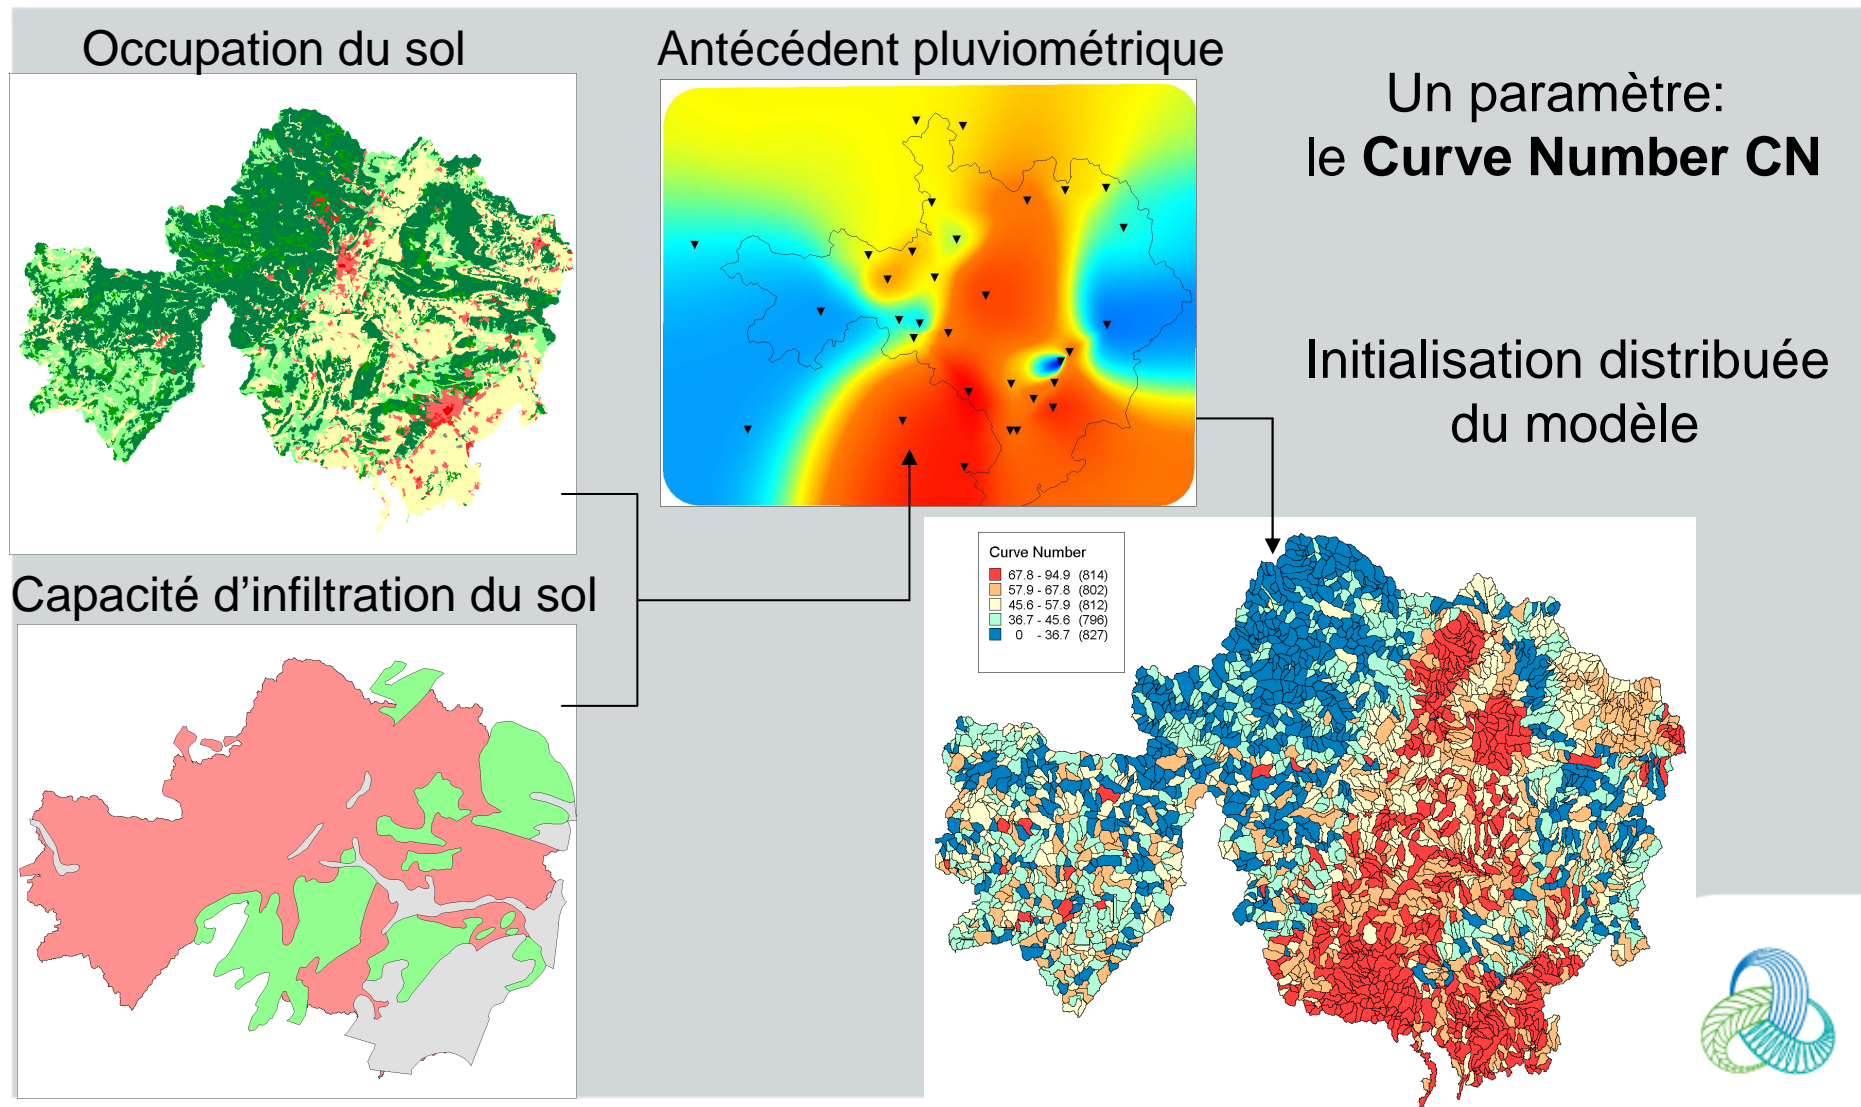 Occupation du sol
Antécédent pluviométrique
Un paramètre:
le Curve Number CN
Initialisation distribuée
du modèle
Capacité d’infiltration du sol
Curve Number
67.8 - 94.9 (814)
57.9 - 67.8 (802)
45.6 - 57.9 (812)
36.7 - 45.6 (796)
0 - 36.7 (827)